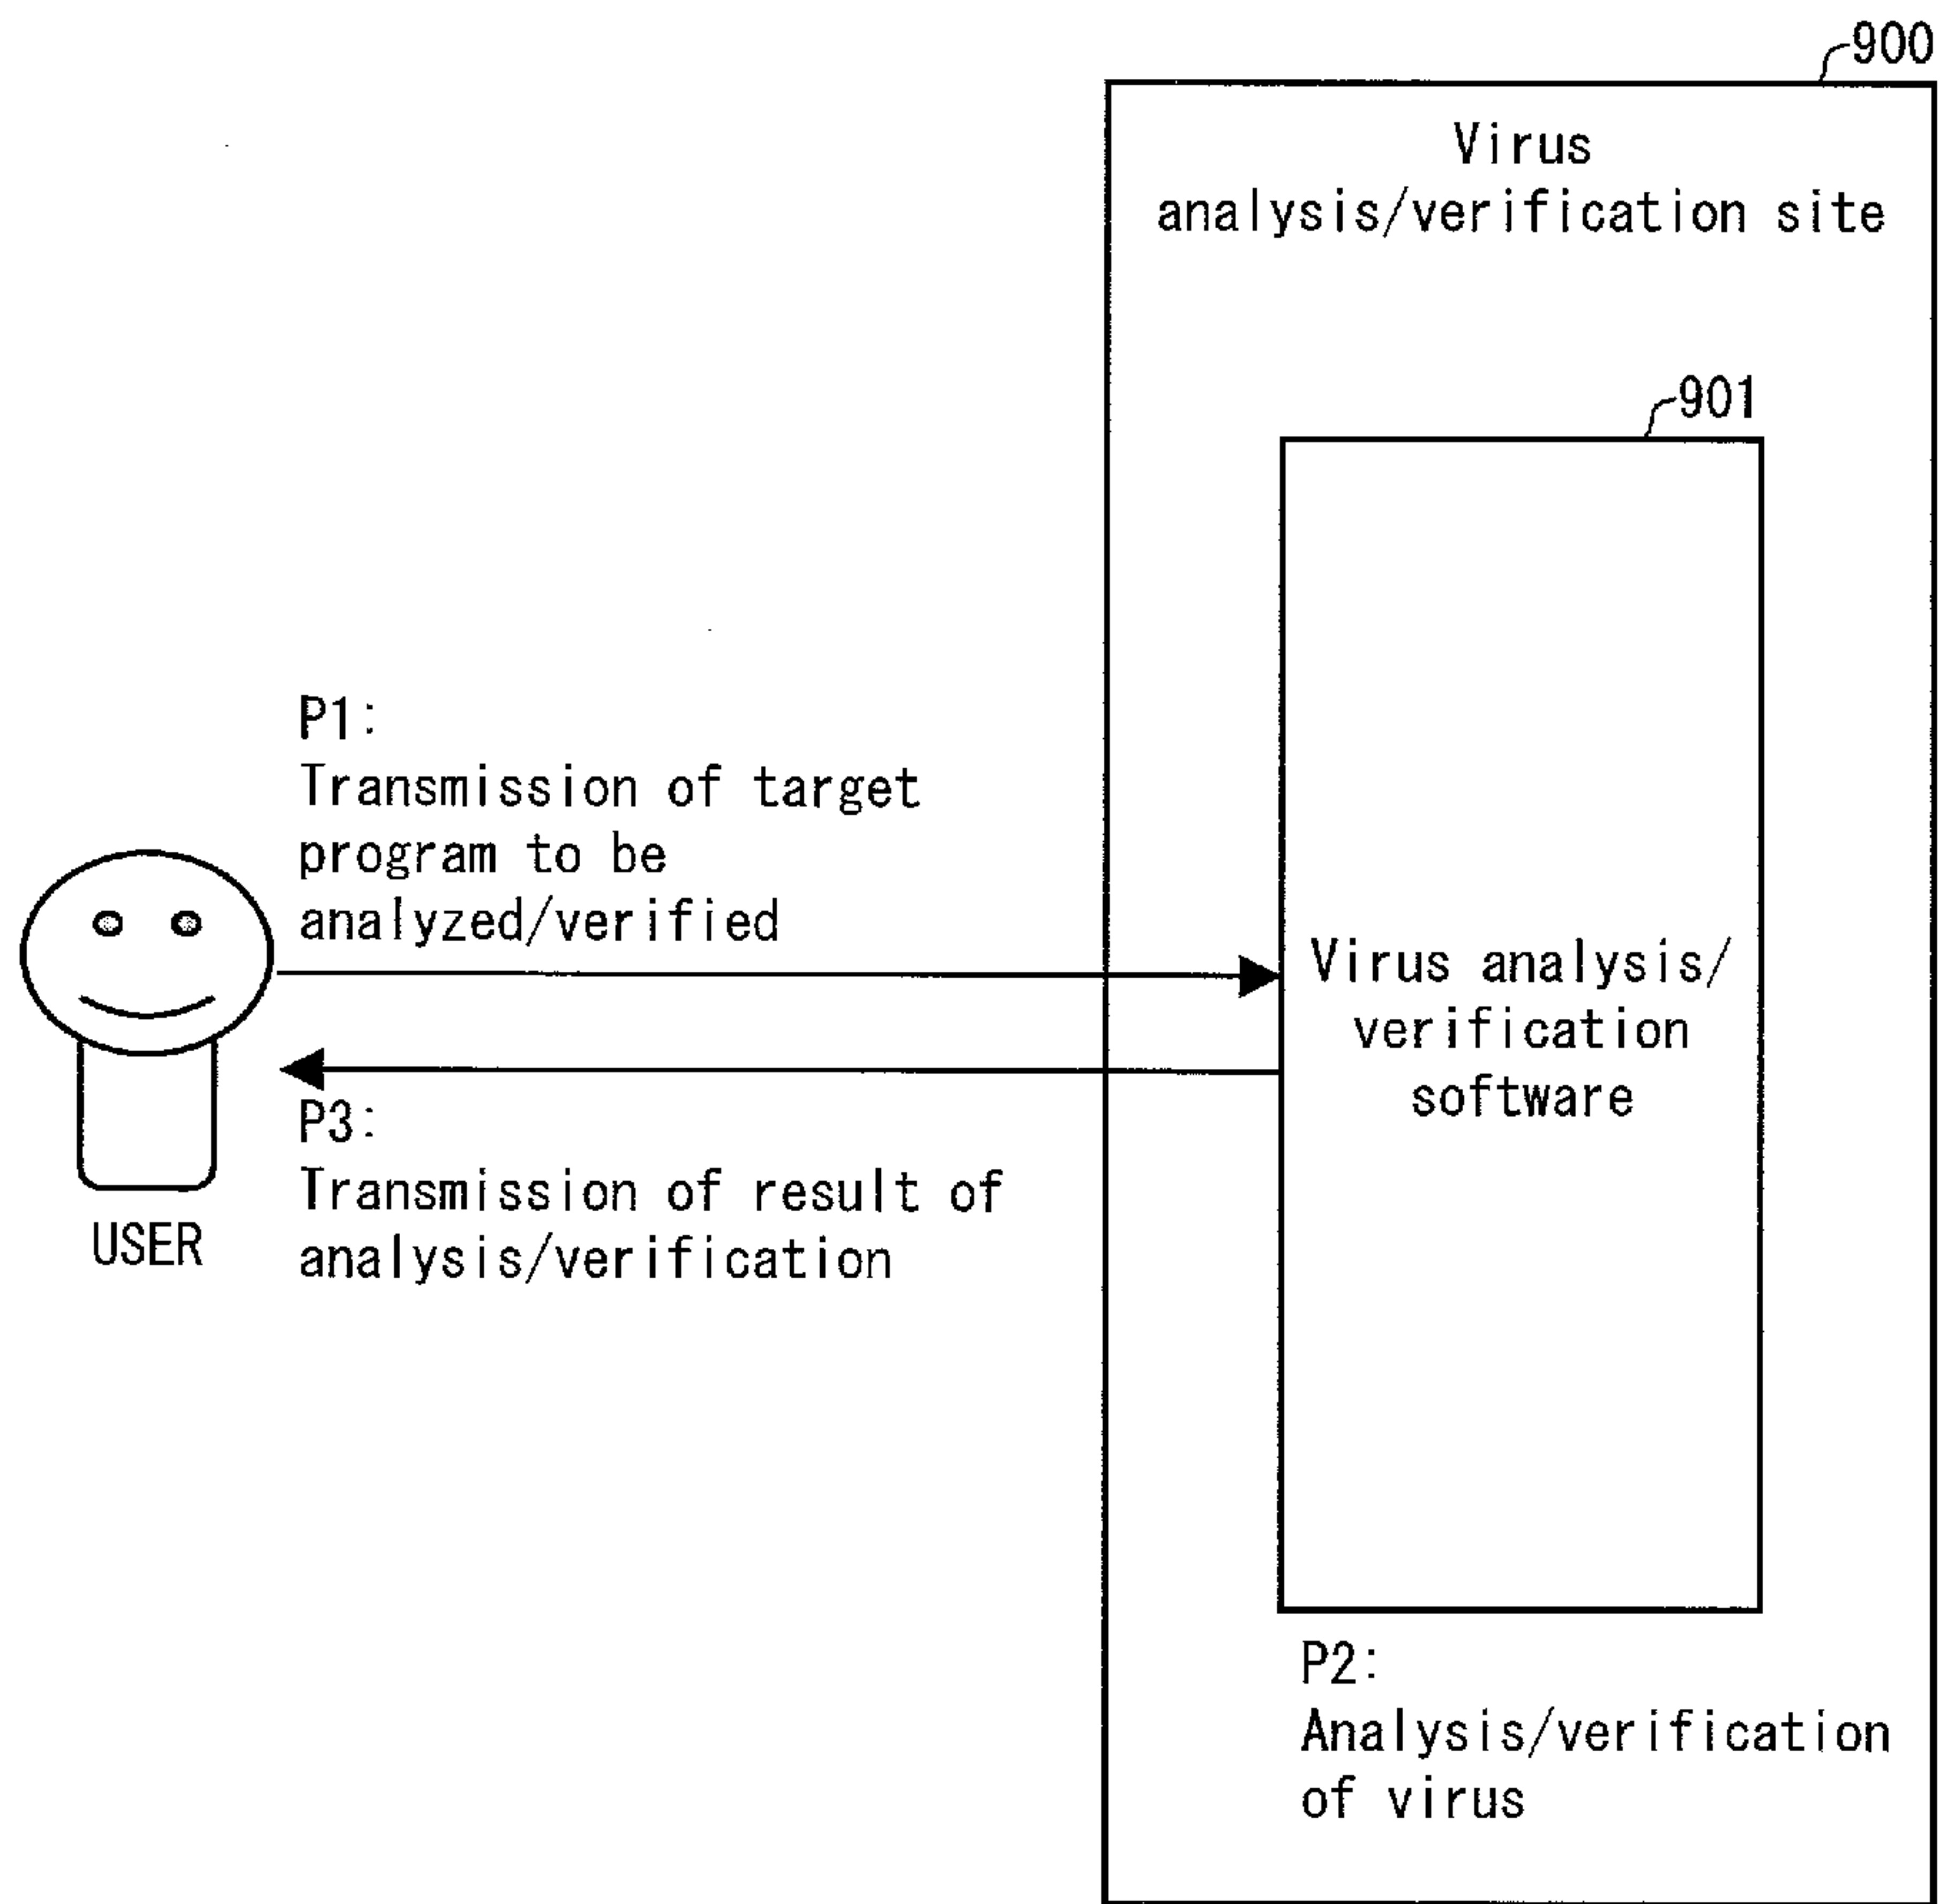 900
Virus
analysis/verification site
901
P1:
Transmission of target
program to be
analyzed/verified
Virus analysis/
verification
software
P3:
Transmission of result of
analysis/verification
USER
P2:
Analysis/verification
of virus